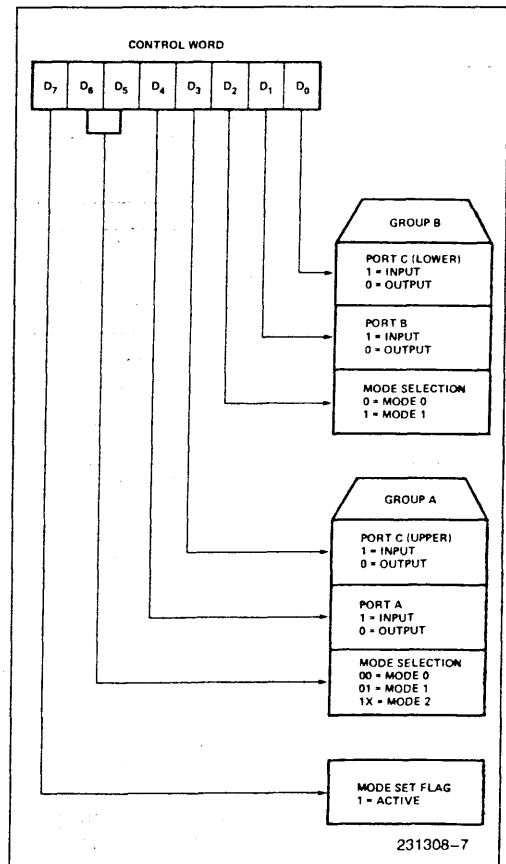 CONTROL WORD
D7 D6 D5 D4 D3 D2 D1 D0
GROUP B
PORT C (LOWER)
1 = INPUT
0 = OUTPUT
PORT B
1 = INPUT
0 = OUTPUT
MODE SELECTION
0 = MODE 0
1 = MODE 1
GROUP A
PORT C (UPPER)
1 = INPUT
0 = OUTPUT
PORT A
1 = INPUT
0 = OUTPUT
MODE SELECTION
00 = MODE 0
01 = MODE 1
1X = MODE 2
MODE SET FLAG
1 = ACTIVE
231308–7